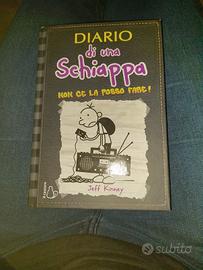 DIARIO
di una
Schiappa
NON CE LA POSSO FARE!
Jeff Kinney
subito